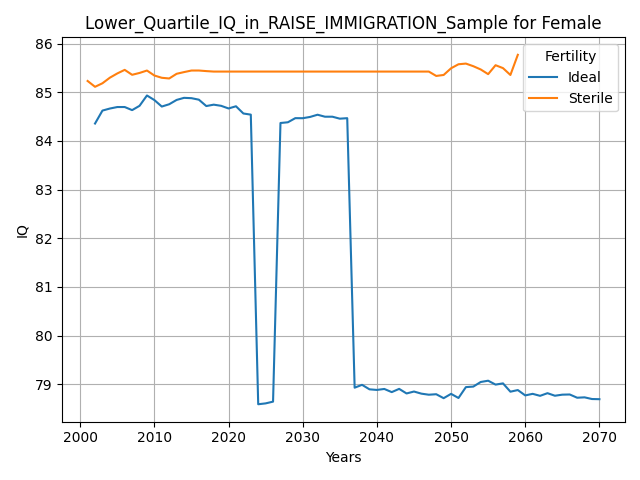 Lower_Quartile_IQ_in_RAISE_IMMIGRATION_Sample for Female
86
85
84
83
82
81
80
79
IQ
Fertility
Ideal
Sterile
2000 2010 2020 2030 2040 2050 2060 2070
Years